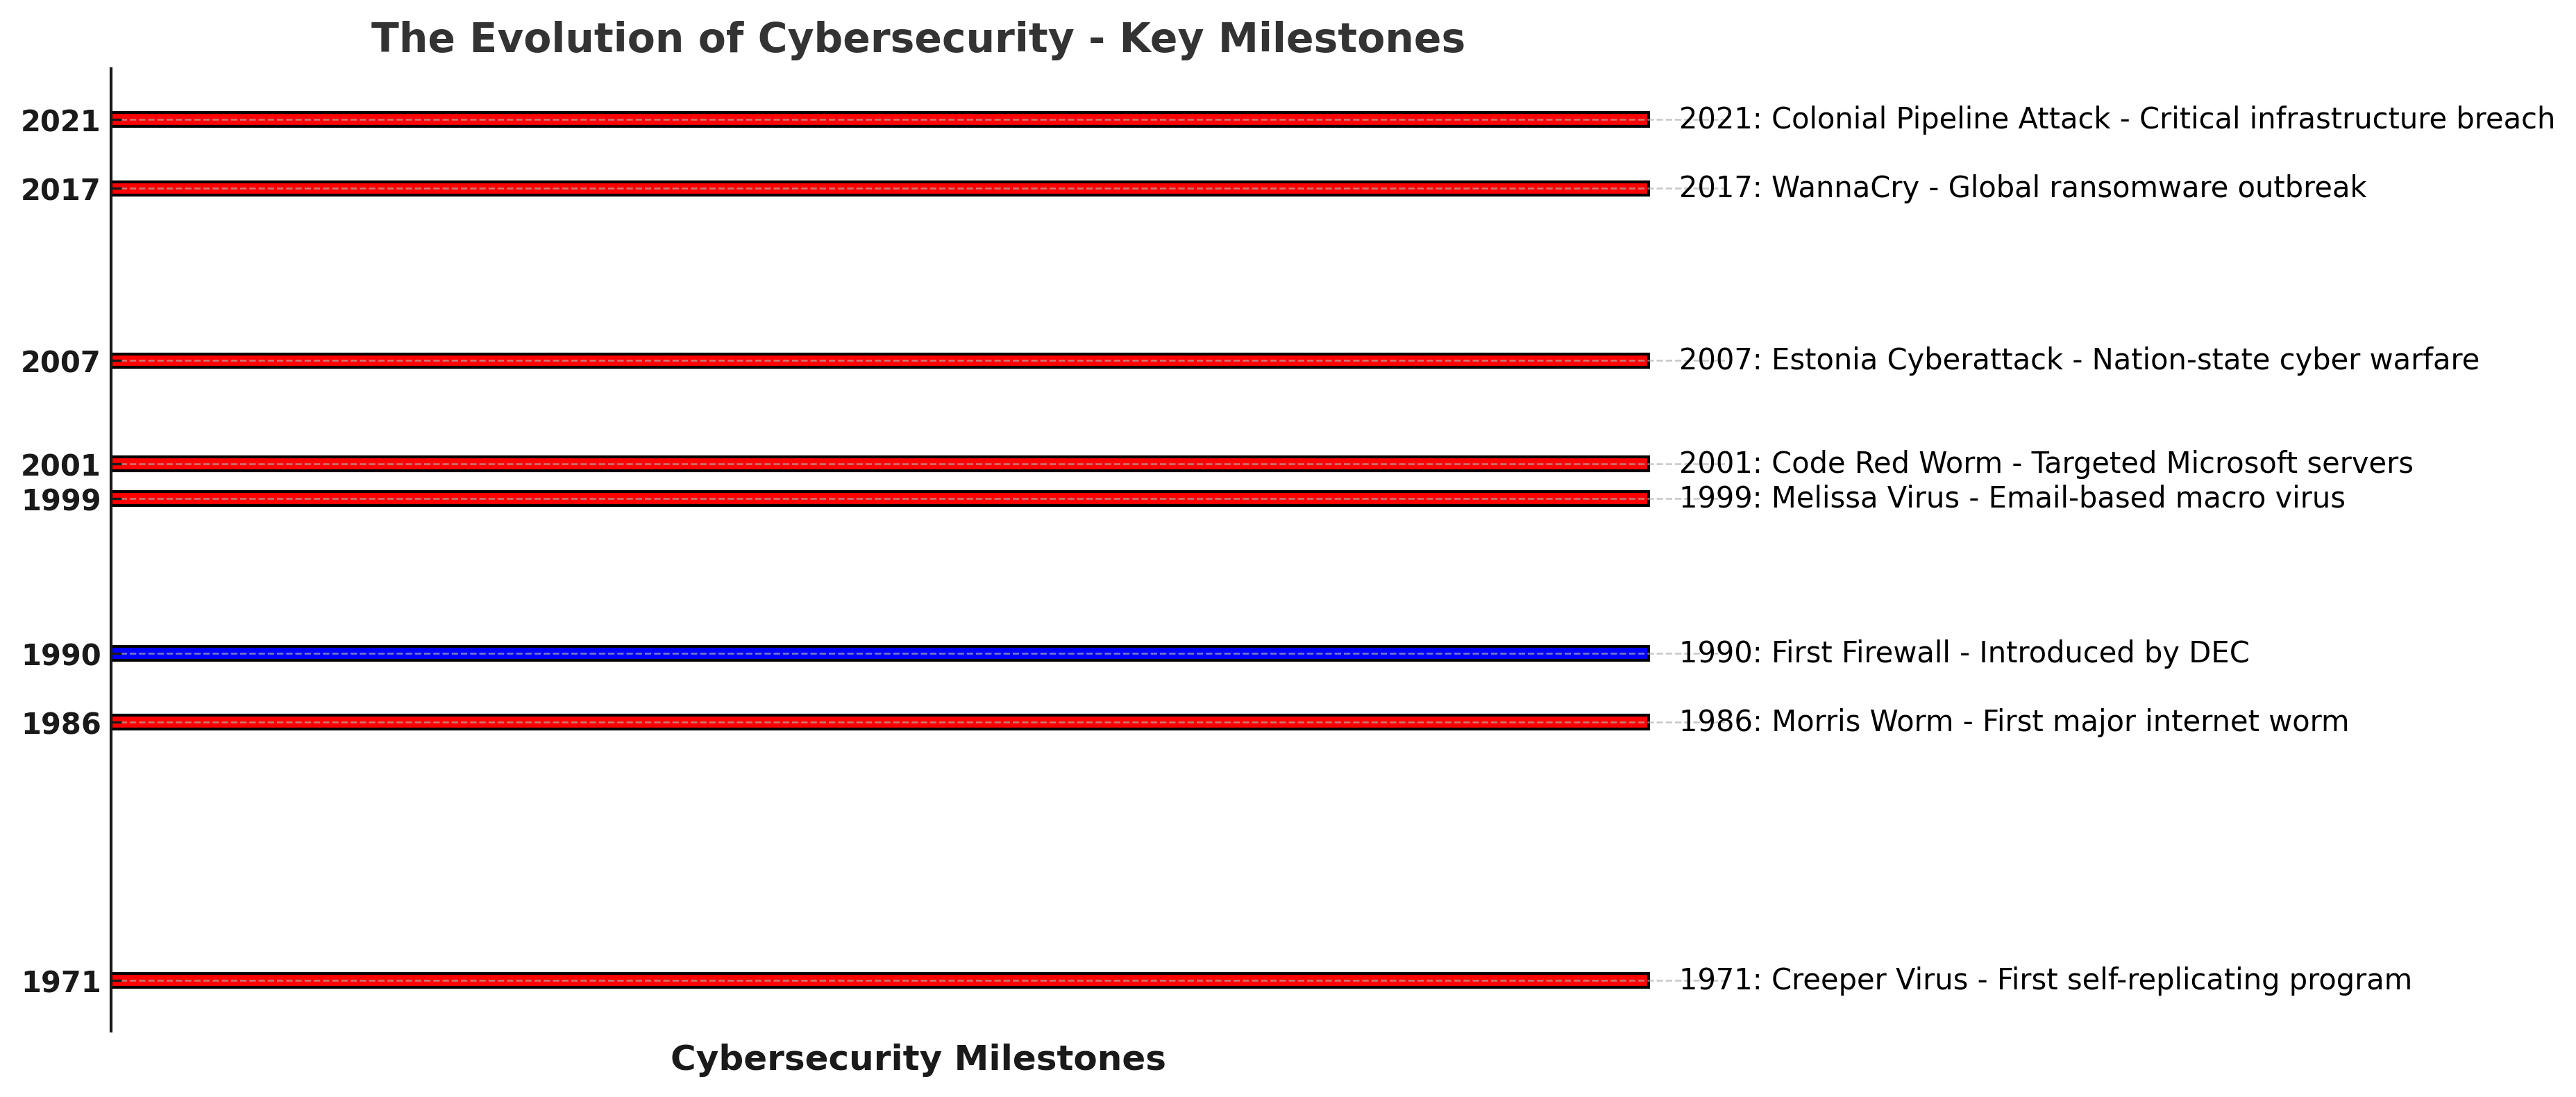 The Evolution of Cybersecurity - Key Milestones
2021
2021: Colonial Pipeline Attack - Critical infrastructure breach
2017
2017: WannaCry - Global ransomware outbreak
2007
2007: Estonia Cyberattack - Nation-state cyber warfare
2001
2001: Code Red Worm - Targeted Microsoft servers
1999
1999: Melissa Virus - Email-based macro virus
1990
1990: First Firewall - Introduced by DEC
1986
1986: Morris Worm - First major internet worm
1971
1971: Creeper Virus - First self-replicating program
Cybersecurity Milestones